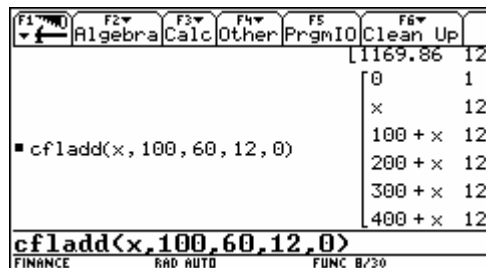 F1 F2 F3 F4 F5 F6
Algebra Calc Other PrgmIO Clean Up
1169.86 12
0 1
x 12
100 + x 12
cfladd(x,100,60,12,0)
200 + x 12
300 + x 12
400 + x 12
cfladd(x,100,60,12,0)
FINANCE RAD AUTO FUNC 8/30